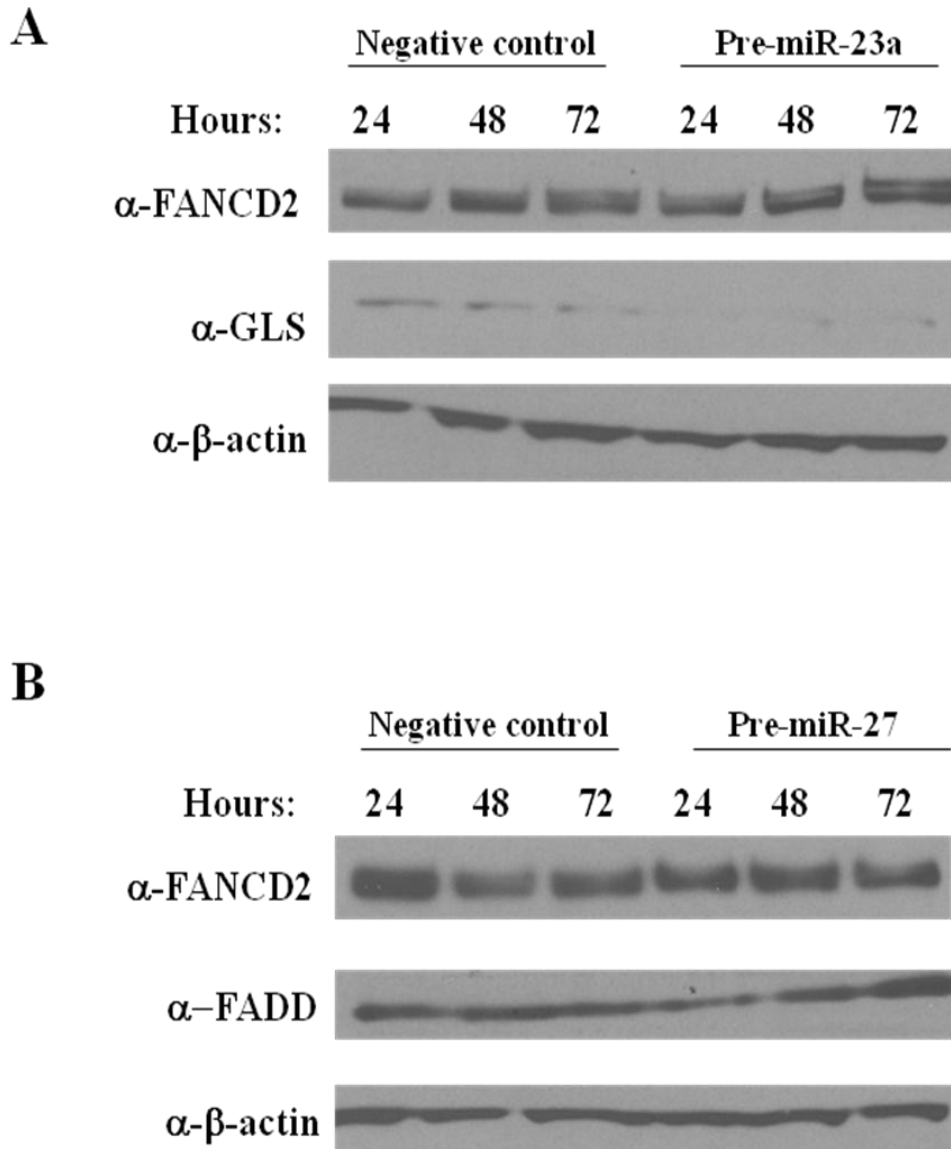 A
Negative control Pre-miR-23a
Hours: 24 48 72 24 48 72
α-FANCD2
α-GLS
α-β-actin
B
Negative control Pre-miR-27
Hours: 24 48 72 24 48 72
α-FANCD2
α–FADD
α-β-actin